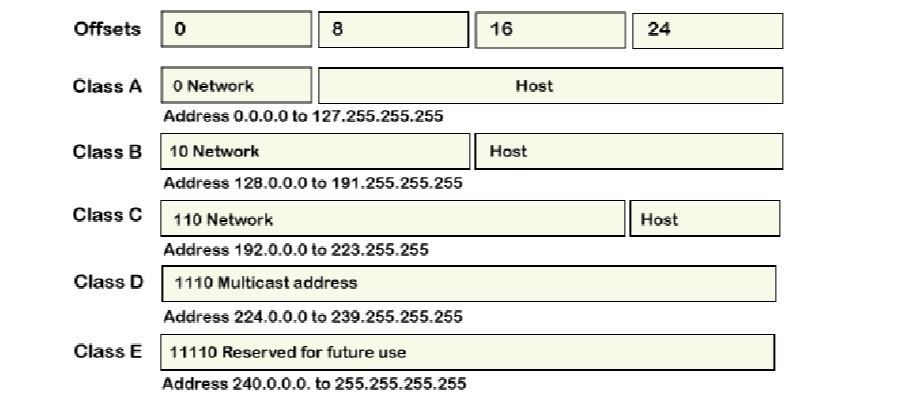 Offsets 0 8 16 24
Class A 0 Network Host
Address 0.0.0.0 to 127.255.255.255
Class B 10 Network Host
Address 128.0.0.0 to 191.255.255.255
Class C 110 Network Host
Address 192.0.0.0 to 223.255.255
Class D 1110 Multicast address
Address 224.0.0.0 to 239.255.255.255
Class E 11110 Reserved for future use
Address 240.0.0.0. to 255.255.255.255